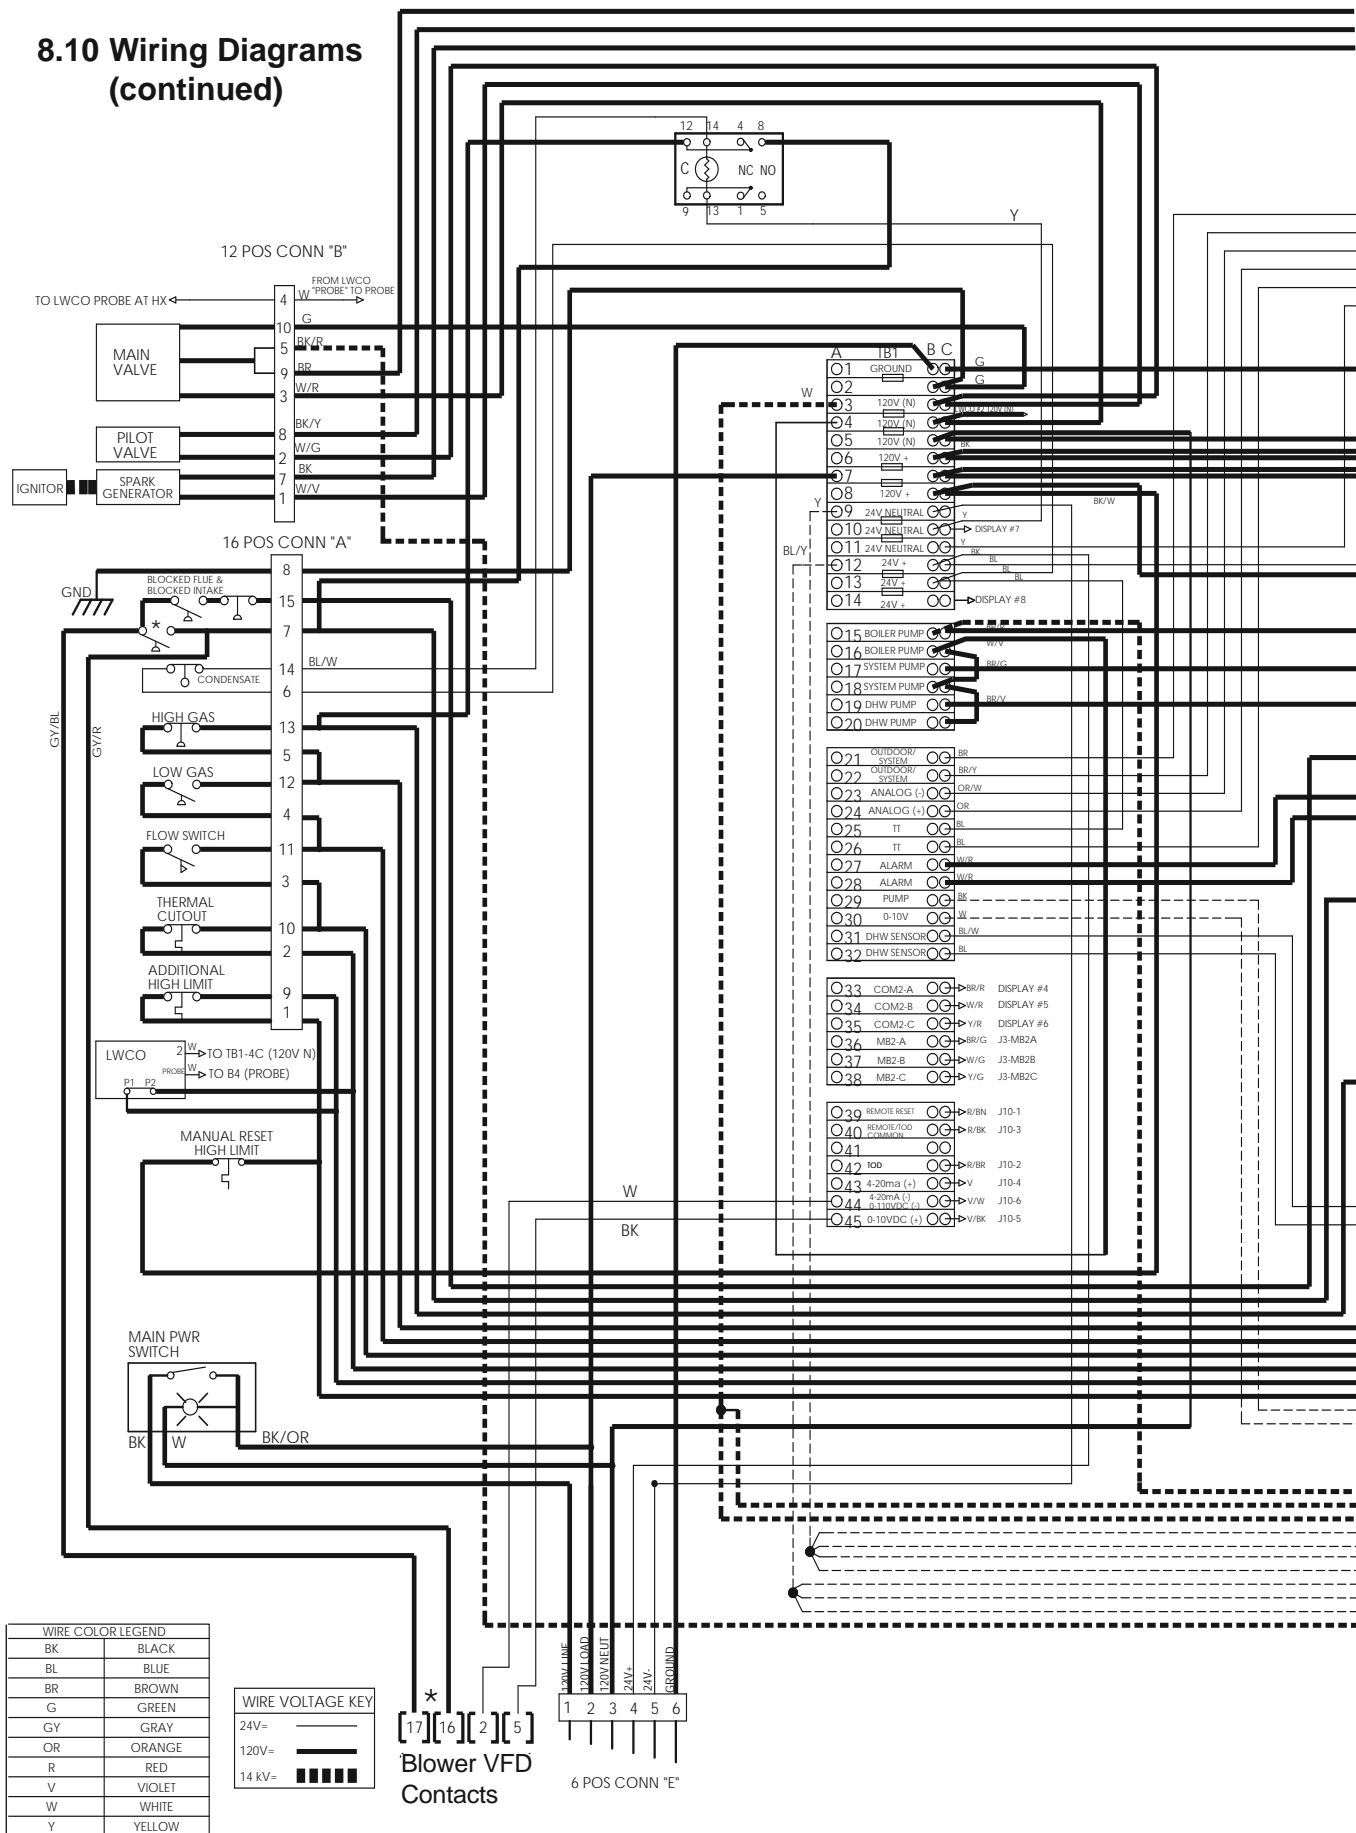 8.10 Wiring Diagrams
(continued)
12 14 4 8
C NC NO
9 13 1 5
Y
12 POS CONN "B"
TO LWCO PROBE AT HX
4
W
FROM LWCO
"PROBE" TO PROBE
10 G
5 BK/R
MAIN
VALVE
9 BR
3 W/R
8 BK/Y
PILOT
VALVE
2 W/G
7 BK
IGNITOR
SPARK
GENERATOR
1 W/V
16 POS CONN "A"
8
GND
BLOCKED FLUE &
BLOCKED INTAKE
15
*
7
14 BL/W
CONDENSATE
6
GY/BL
GY/R
HIGH GAS
13
5
LOW GAS
12
4
FLOW SWITCH
11
3
THERMAL
CUTOUT
10
2
ADDITIONAL
HIGH LIMIT
9
1
LWCO
2 W TO TB1-4C (120V N)
PROBE W TO B4 (PROBE)
P1 P2
MANUAL RESET
HIGH LIMIT
W
BK
A TB1 B C
1 GROUND G
2 G
W
3 120V (N)
LWCO #2 120V (N)
4 120V (N)
5 120V (N)
BK
6 120V +
7
8 120V +
BK/W
Y
9 24V NEUTRAL
Y
10 24V NEUTRAL DISPLAY #7
11 24V NEUTRAL Y
BL/Y
BK
12 24V + BL
BL
13 24V + BL
14 24V + DISPLAY #8
15 BOILER PUMP BR/R
W/V
16 BOILER PUMP
17 SYSTEM PUMP BR/G
18 SYSTEM PUMP
19 DHW PUMP BR/V
20 DHW PUMP
21 OUTDOOR/
SYSTEM BR
22 OUTDOOR/
SYSTEM BR/Y
23 ANALOG (-) OR/W
24 ANALOG (+) OR
25 TT BL
26 TT BL
27 ALARM W/R
28 ALARM W/R
29 PUMP BK
30 0-10V W
31 DHW SENSOR BL/W
32 DHW SENSOR BL
33 COM2-A BR/R DISPLAY #4
34 COM2-B W/R DISPLAY #5
35 COM2-C Y/R DISPLAY #6
36 MB2-A BR/G J3-MB2A
37 MB2-B W/G J3-MB2B
38 MB2-C Y/G J3-MB2C
39 REMOTE RESET R/BN J10-1
40 REMOTE/TOD
COMMON R/BK J10-3
41
42 TOD R/BR J10-2
43 4-20ma (+) V J10-4
44 4-20mA (-)
0-110VDC (-) V/W J10-6
45 0-10VDC (+) V/BK J10-5
MAIN PWR
SWITCH
BK W BK/OR
WIRE COLOR LEGEND
BK BLACK
BL BLUE
BR BROWN
G GREEN
GY GRAY
OR ORANGE
R RED
V VIOLET
W WHITE
Y YELLOW
WIRE VOLTAGE KEY
24V=
120V=
14 kV=
*
17 16 2 5
Blower VFD
Contacts
120V LINE
120V LOAD
120V NEUT
24V+
24V-
GROUND
1 2 3 4 5 6
6 POS CONN "E"